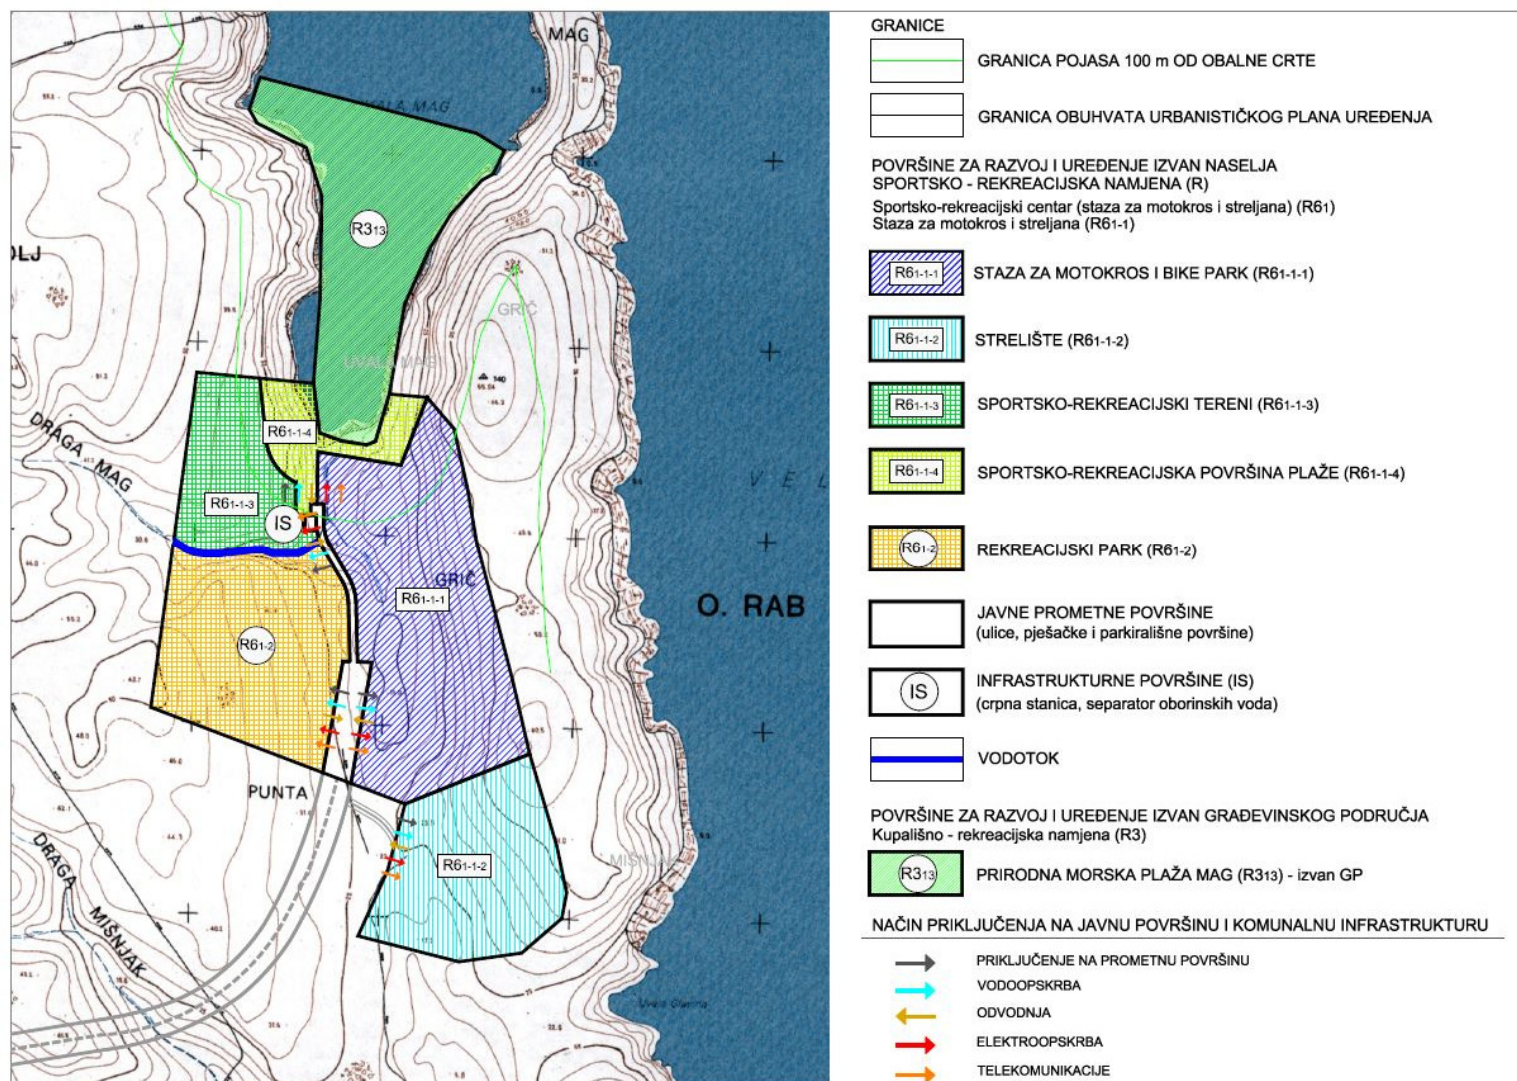 MAG
UVALA MAG
R313
OLJ
GRIČ
140
UVALA MAG
DRAGA MAG
R61-1-4
R61-1-3
IS
VEL
GRIČ
R61-1-1
O. RAB
R61-2
PUNTA
R61-1-2
MIŠNJAK
DRAGA MIŠNJAK
GRANICE
GRANICA POJASA 100 m OD OBALNE CRTE
GRANICA OBUHVATA URBANISTIČKOG PLANA UREĐENJA
POVRŠINE ZA RAZVOJ I UREĐENJE IZVAN NASELJA
SPORTSKO - REKREACIJSKA NAMJENA (R)
Sportsko-rekreacijski centar (staza za motokros i streljana) (R61)
Staza za motokros i streljana (R61-1)
R61-1-1 STAZA ZA MOTOKROS I BIKE PARK (R61-1-1)
R61-1-2 STRELIŠTE (R61-1-2)
R61-1-3 SPORTSKO-REKREACIJSKI TERENI (R61-1-3)
R61-1-4 SPORTSKO-REKREACIJSKA POVRŠINA PLAŽE (R61-1-4)
R61-2 REKREACIJSKI PARK (R61-2)
JAVNE PROMETNE POVRŠINE
(ulice, pješačke i parkirališne površine)
IS INFRASTRUKTURNE POVRŠINE (IS)
(crpna stanica, separator oborinskih voda)
VODOTOK
POVRŠINE ZA RAZVOJ I UREĐENJE IZVAN GRAĐEVINSKOG PODRUČJA
Kupališno - rekreacijska namjena (R3)
R313 PRIRODNA MORSKA PLAŽA MAG (R313) - izvan GP
NAČIN PRIKLJUČENJA NA JAVNU POVRŠINU I KOMUNALNU INFRASTRUKTURU
PRIKLJUČENJE NA PROMETNU POVRŠINU
VODOOPSKRBA
ODVODNJA
ELEKTROOPSKRBA
TELEKOMUNIKACIJE